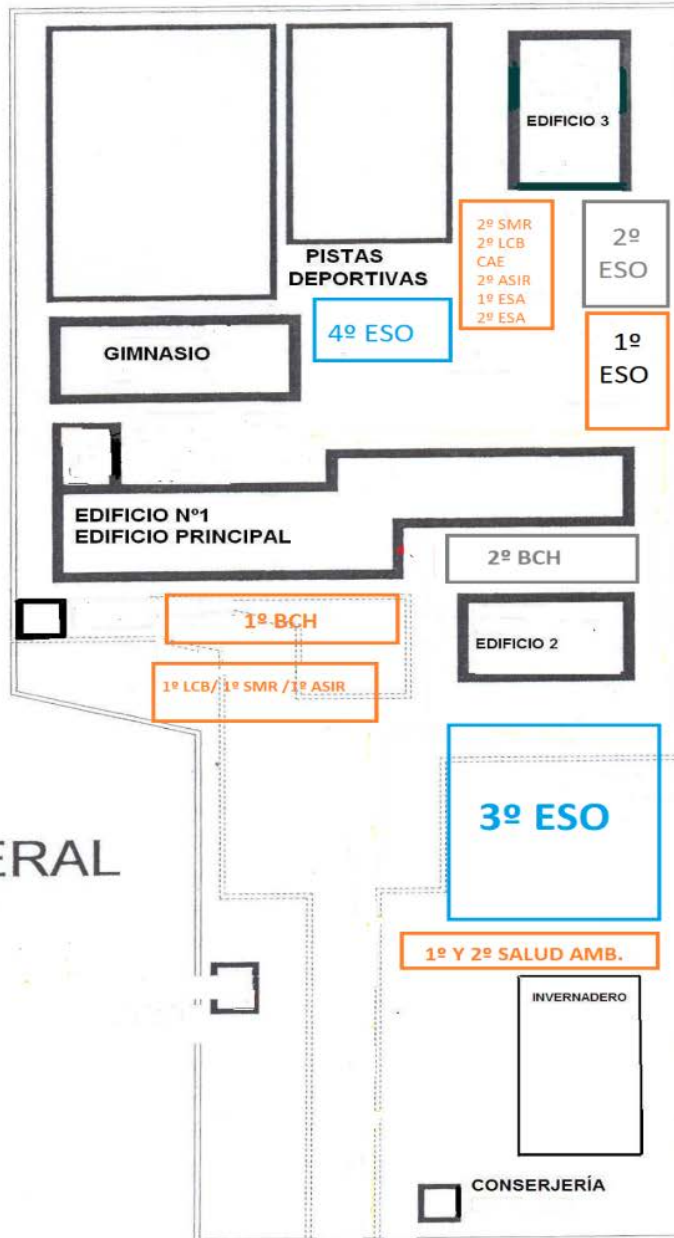 EDIFICIO 3
2º SMR
2º LCB
CAE
2º ASIR
1º ESA
2º ESA
2º
ESO
PISTAS
DEPORTIVAS
4º ESO
1º
ESO
GIMNASIO
EDIFICIO Nº1
EDIFICIO PRINCIPAL
2º BCH
1º BCH
EDIFICIO 2
1º LCB/ 1º SMR /1º ASIR
3º ESO
ERAL
1º Y 2º SALUD AMB.
INVERNADERO
CONSERJERÍA